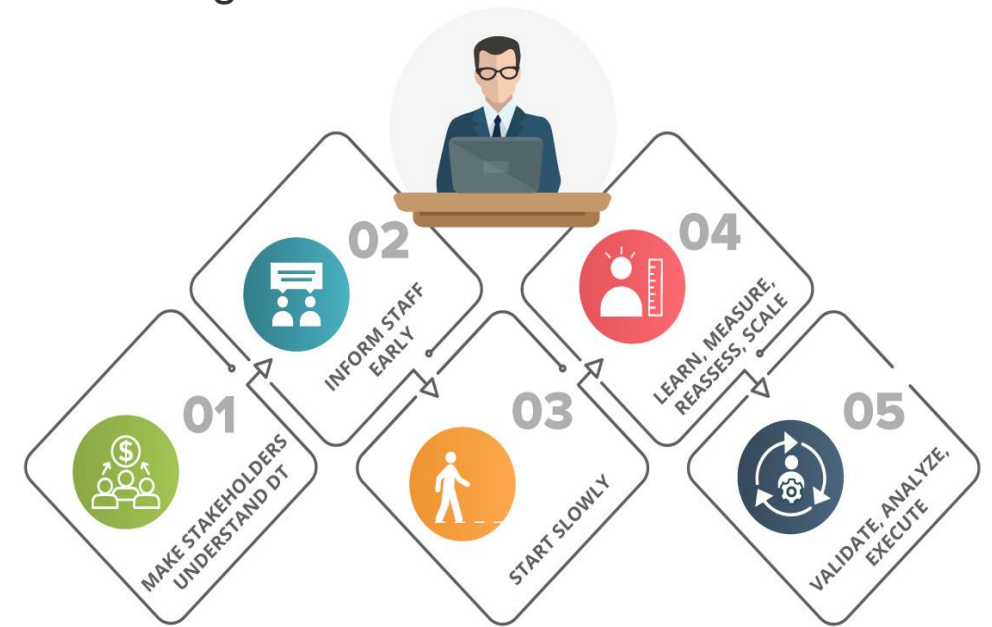 01
MAKE STAKEHOLDERS
UNDERSTAND DT
02
INFORM STAFF
EARLY
03
START SLOWLY
04
LEARN, MEASURE,
REASSESS, SCALE
05
VALIDATE, ANALYZE,
EXECUTE
$